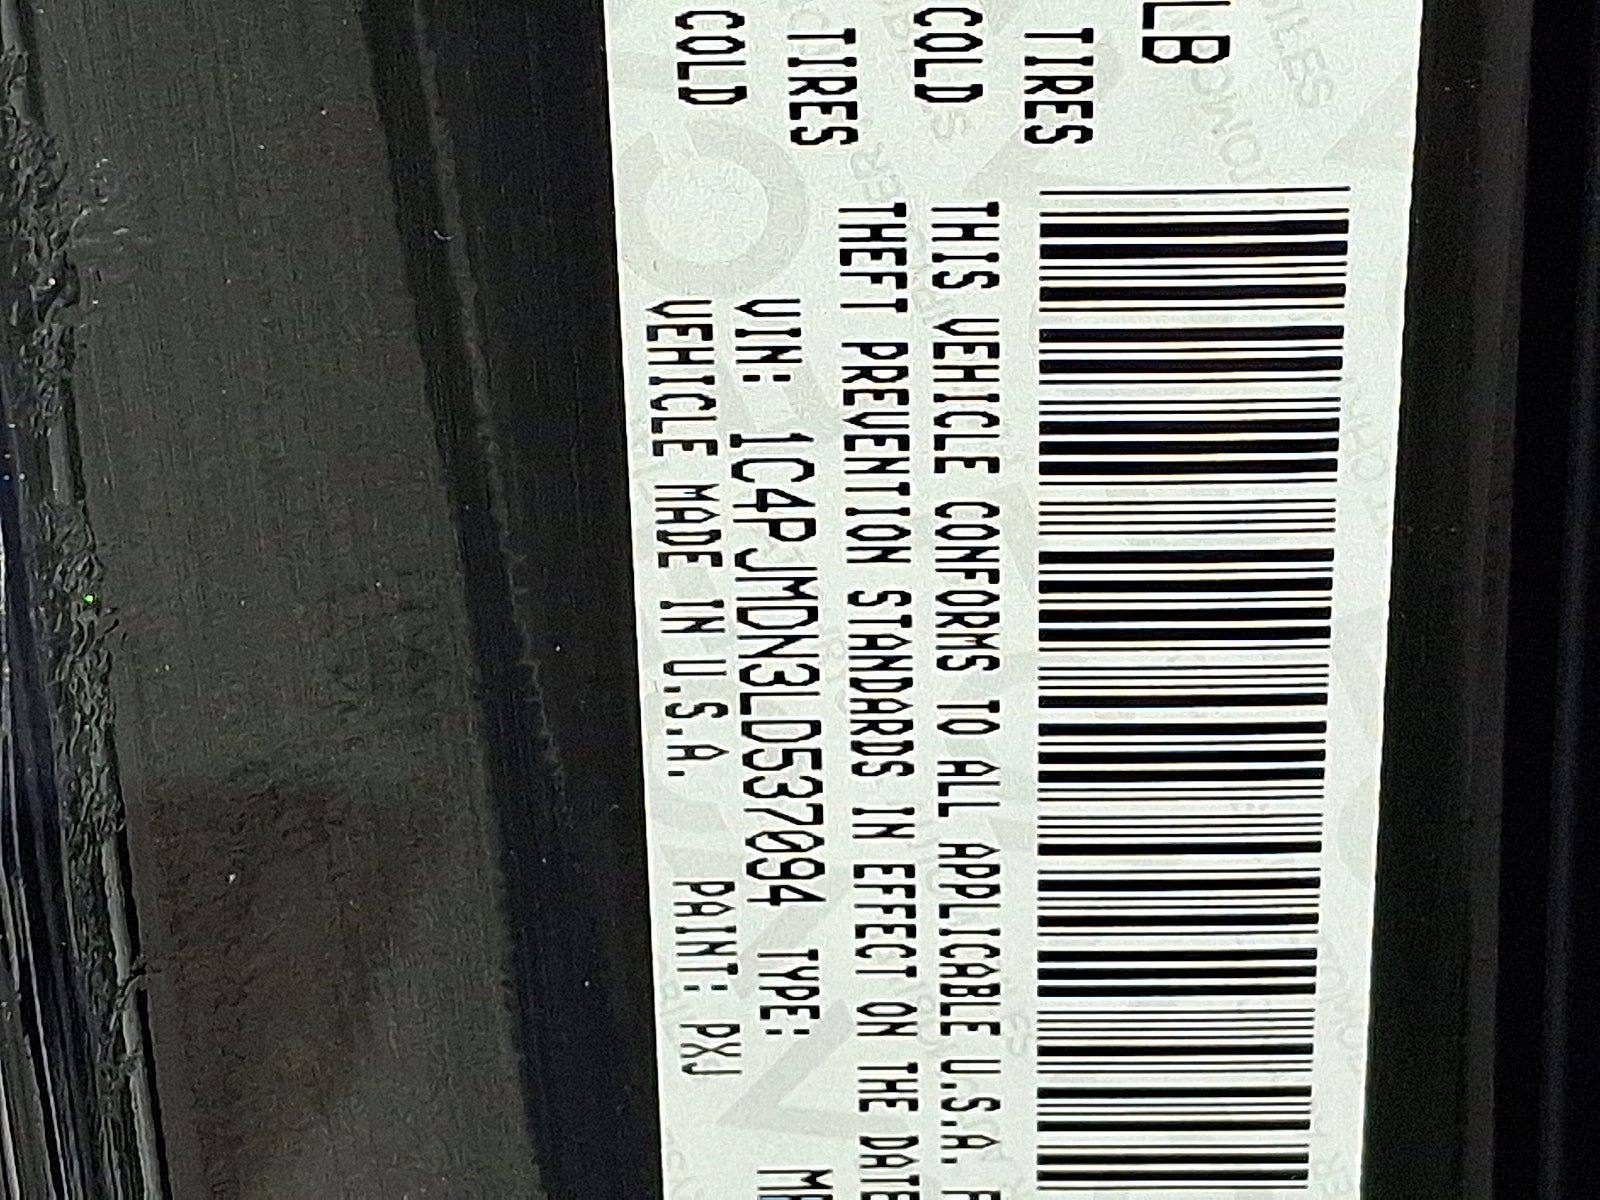 LB
TIRES
COLD
TIRES
COLD
THIS VEHICLE CONFORMS TO ALL APPLICABLE U.S.A. F
THEFT PREVENTION STANDARDS IN EFFECT ON THE DATE
VIN: 1C4PJMDN3LD537094 TYPE:
VEHICLE MADE IN U.S.A. PAINT: PXJ